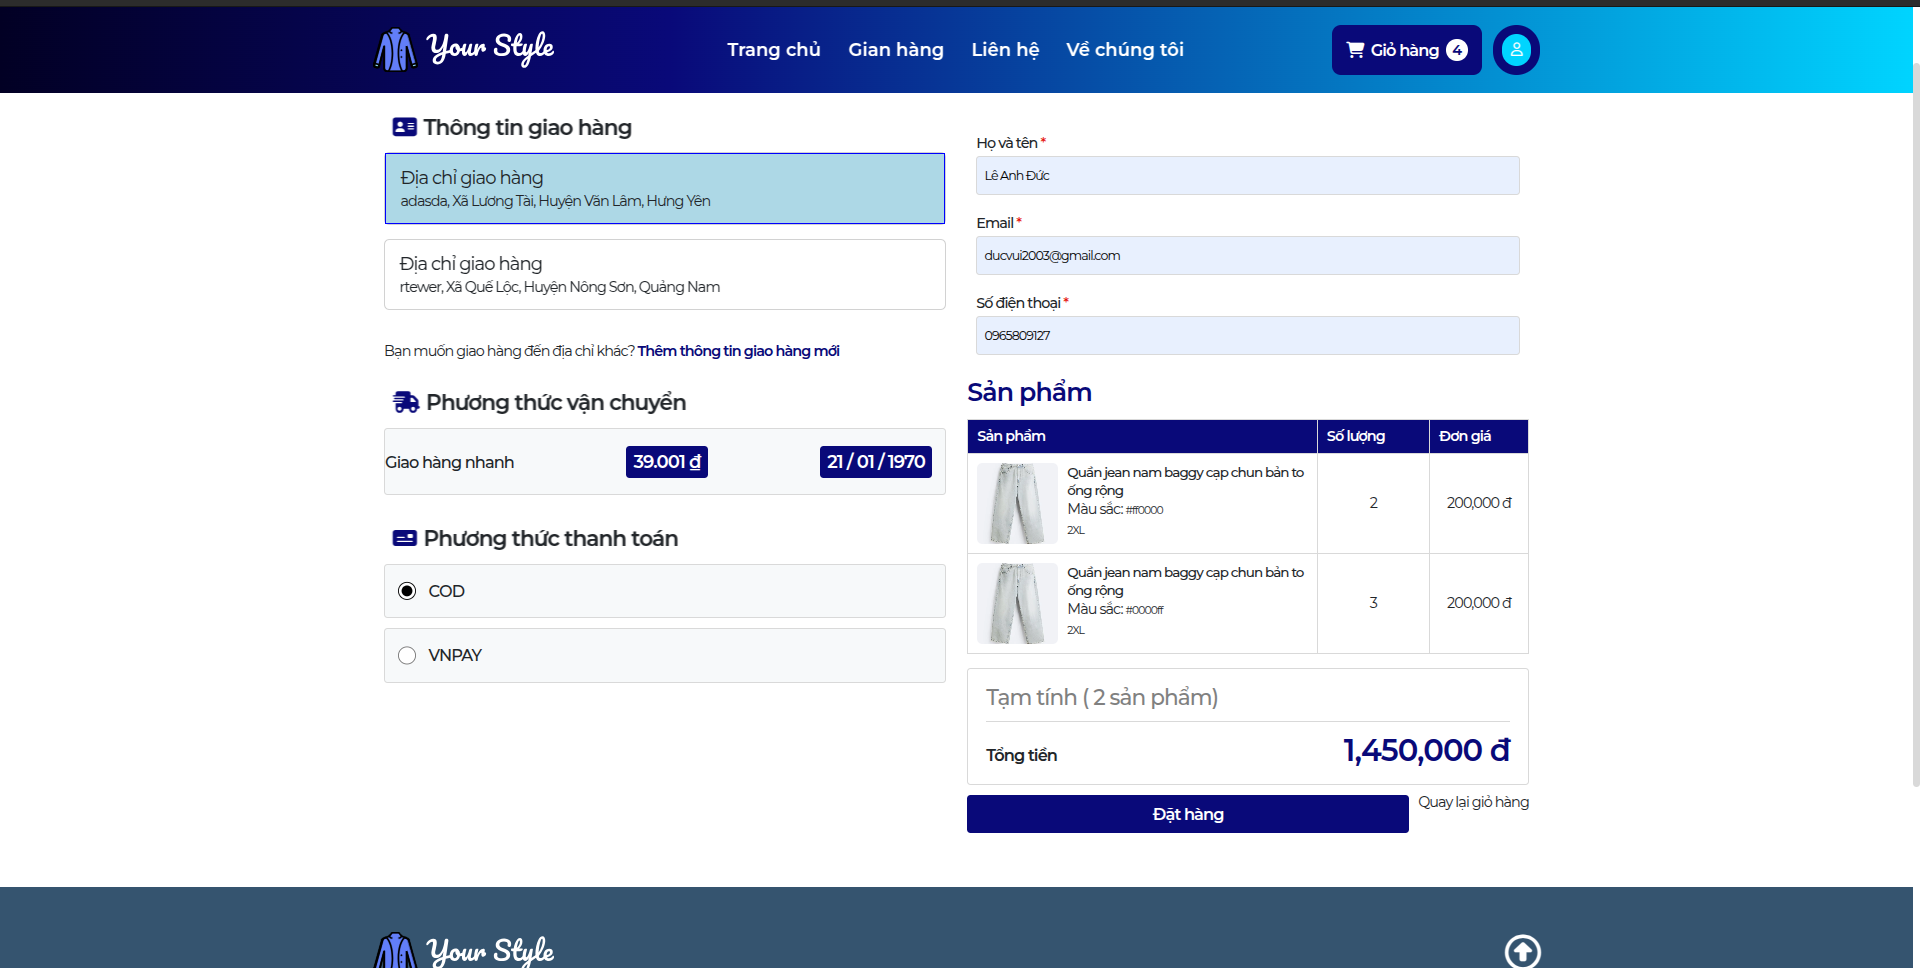 Your Style
Trang chủ
Gian hàng
Liên hệ
Về chúng tôi
Giỏ hàng 4
Thông tin giao hàng
Địa chỉ giao hàng
adasda, Xã Lương Tài, Huyện Văn Lâm, Hưng Yên
Địa chỉ giao hàng
rtewer, Xã Quế Lộc, Huyện Nông Sơn, Quảng Nam
Bạn muốn giao hàng đến địa chỉ khác? Thêm thông tin giao hàng mới
Phương thức vận chuyển
Giao hàng nhanh
39.001 ₫
21 / 01 / 1970
Phương thức thanh toán
COD
VNPAY
Họ và tên *
Lê Anh Đức
Email *
ducvui2003@gmail.com
Số điện thoại *
0965809127
Sản phẩm
Sản phẩm
Số lượng
Đơn giá
Quần jean nam baggy cạp chun bản to
ống rộng
Màu sắc: #ff0000
2XL
2
200,000 đ
Quần jean nam baggy cạp chun bản to
ống rộng
Màu sắc: #0000ff
2XL
3
200,000 đ
Tạm tính ( 2 sản phẩm)
Tổng tiền
1,450,000 đ
Đặt hàng
Quay lại giỏ hàng
Your Style